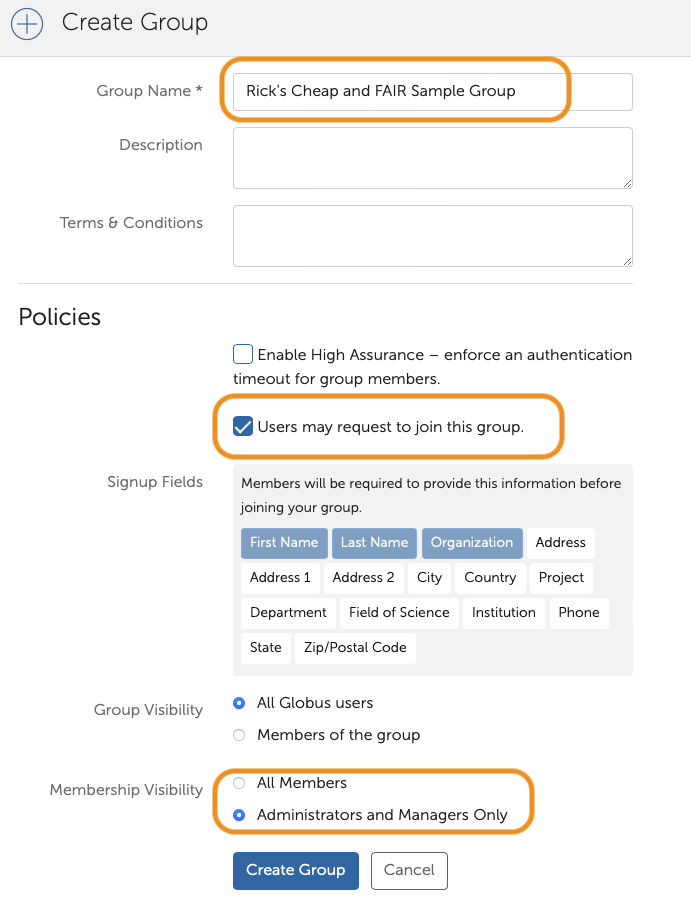 Create Group
Group Name *
Rick's Cheap and FAIR Sample Group
Description
Terms & Conditions
Policies
Enable High Assurance – enforce an authentication
timeout for group members.
Users may request to join this group.
Signup Fields
Members will be required to provide this information before
joining your group.
First Name Last Name Organization Address
Address 1 Address 2 City Country Project
Department Field of Science Institution Phone
State Zip/Postal Code
Group Visibility
All Globus users
Members of the group
Membership Visibility
All Members
Administrators and Managers Only
Create Group Cancel